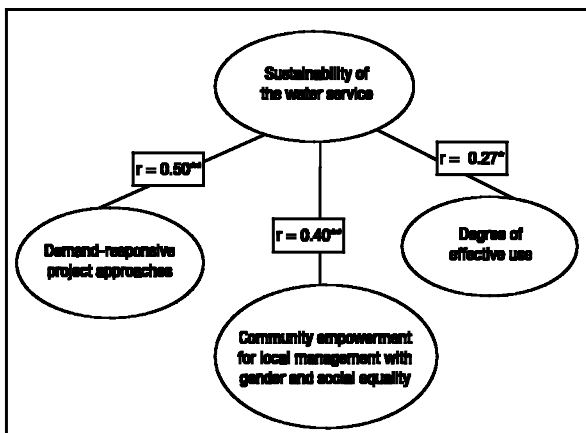 Sustainability of
the water service
r = 0.50**
r = 0.27*
r = 0.40**
Demand-responsive
project approaches
Degree of
effective use
Community empowerment
for local management with
gender and social equality